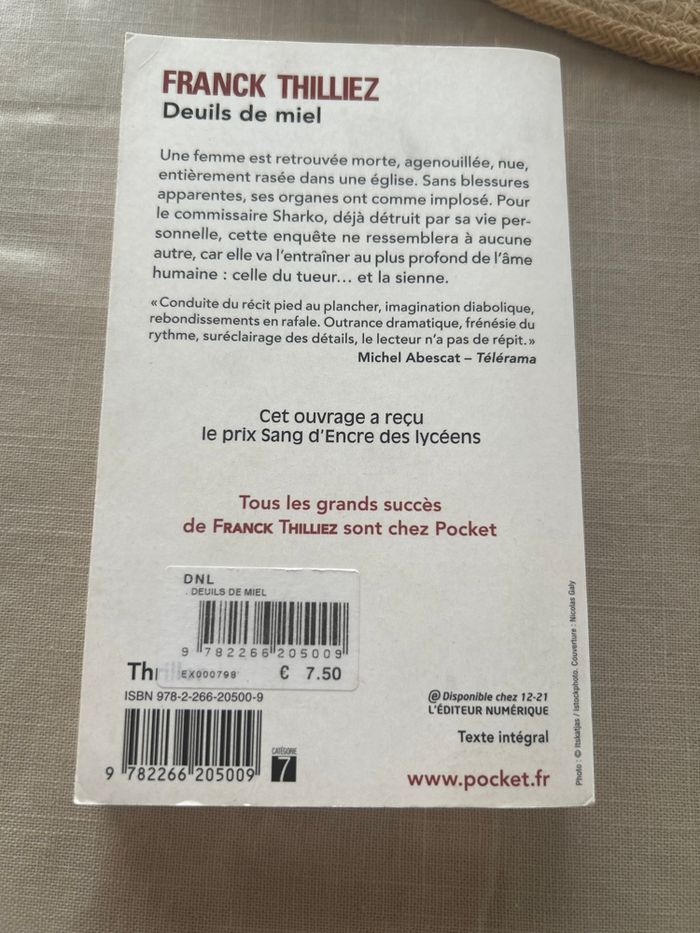 FRANCK THILLIEZ
Deuils de miel
Une femme est retrouvée morte, agenouillée, nue,
entièrement rasée dans une église. Sans blessures
apparentes, ses organes ont comme implosé. Pour
le commissaire Sharko, déjà détruit par sa vie per-
sonnelle, cette enquête ne ressemblera à aucune
autre, car elle va l'entraîner au plus profond de l'âme
humaine : celle du tueur... et la sienne.
« Conduite du récit pied au plancher, imagination diabolique,
rebondissements en rafale. Outrance dramatique, frénésie du
rythme, suréclairage des détails, le lecteur n'a pas de répit. »
Michel Abescat – Télérama
Cet ouvrage a reçu
le prix Sang d'Encre des lycéens
Tous les grands succès
de FRANCK THILLIEZ sont chez Pocket
DNL
. DEUILS DE MIEL
9 782266 205009
EX000798 € 7.50
Thriller
ISBN 978-2-266-20500-9
9 782266 205009
CATÉGORIE
7
@ Disponible chez 12-21
L'ÉDITEUR NUMÉRIQUE
Texte intégral
www.pocket.fr
Photo : © Itskatjas / Istockphoto. Couverture : Nicolas Galy